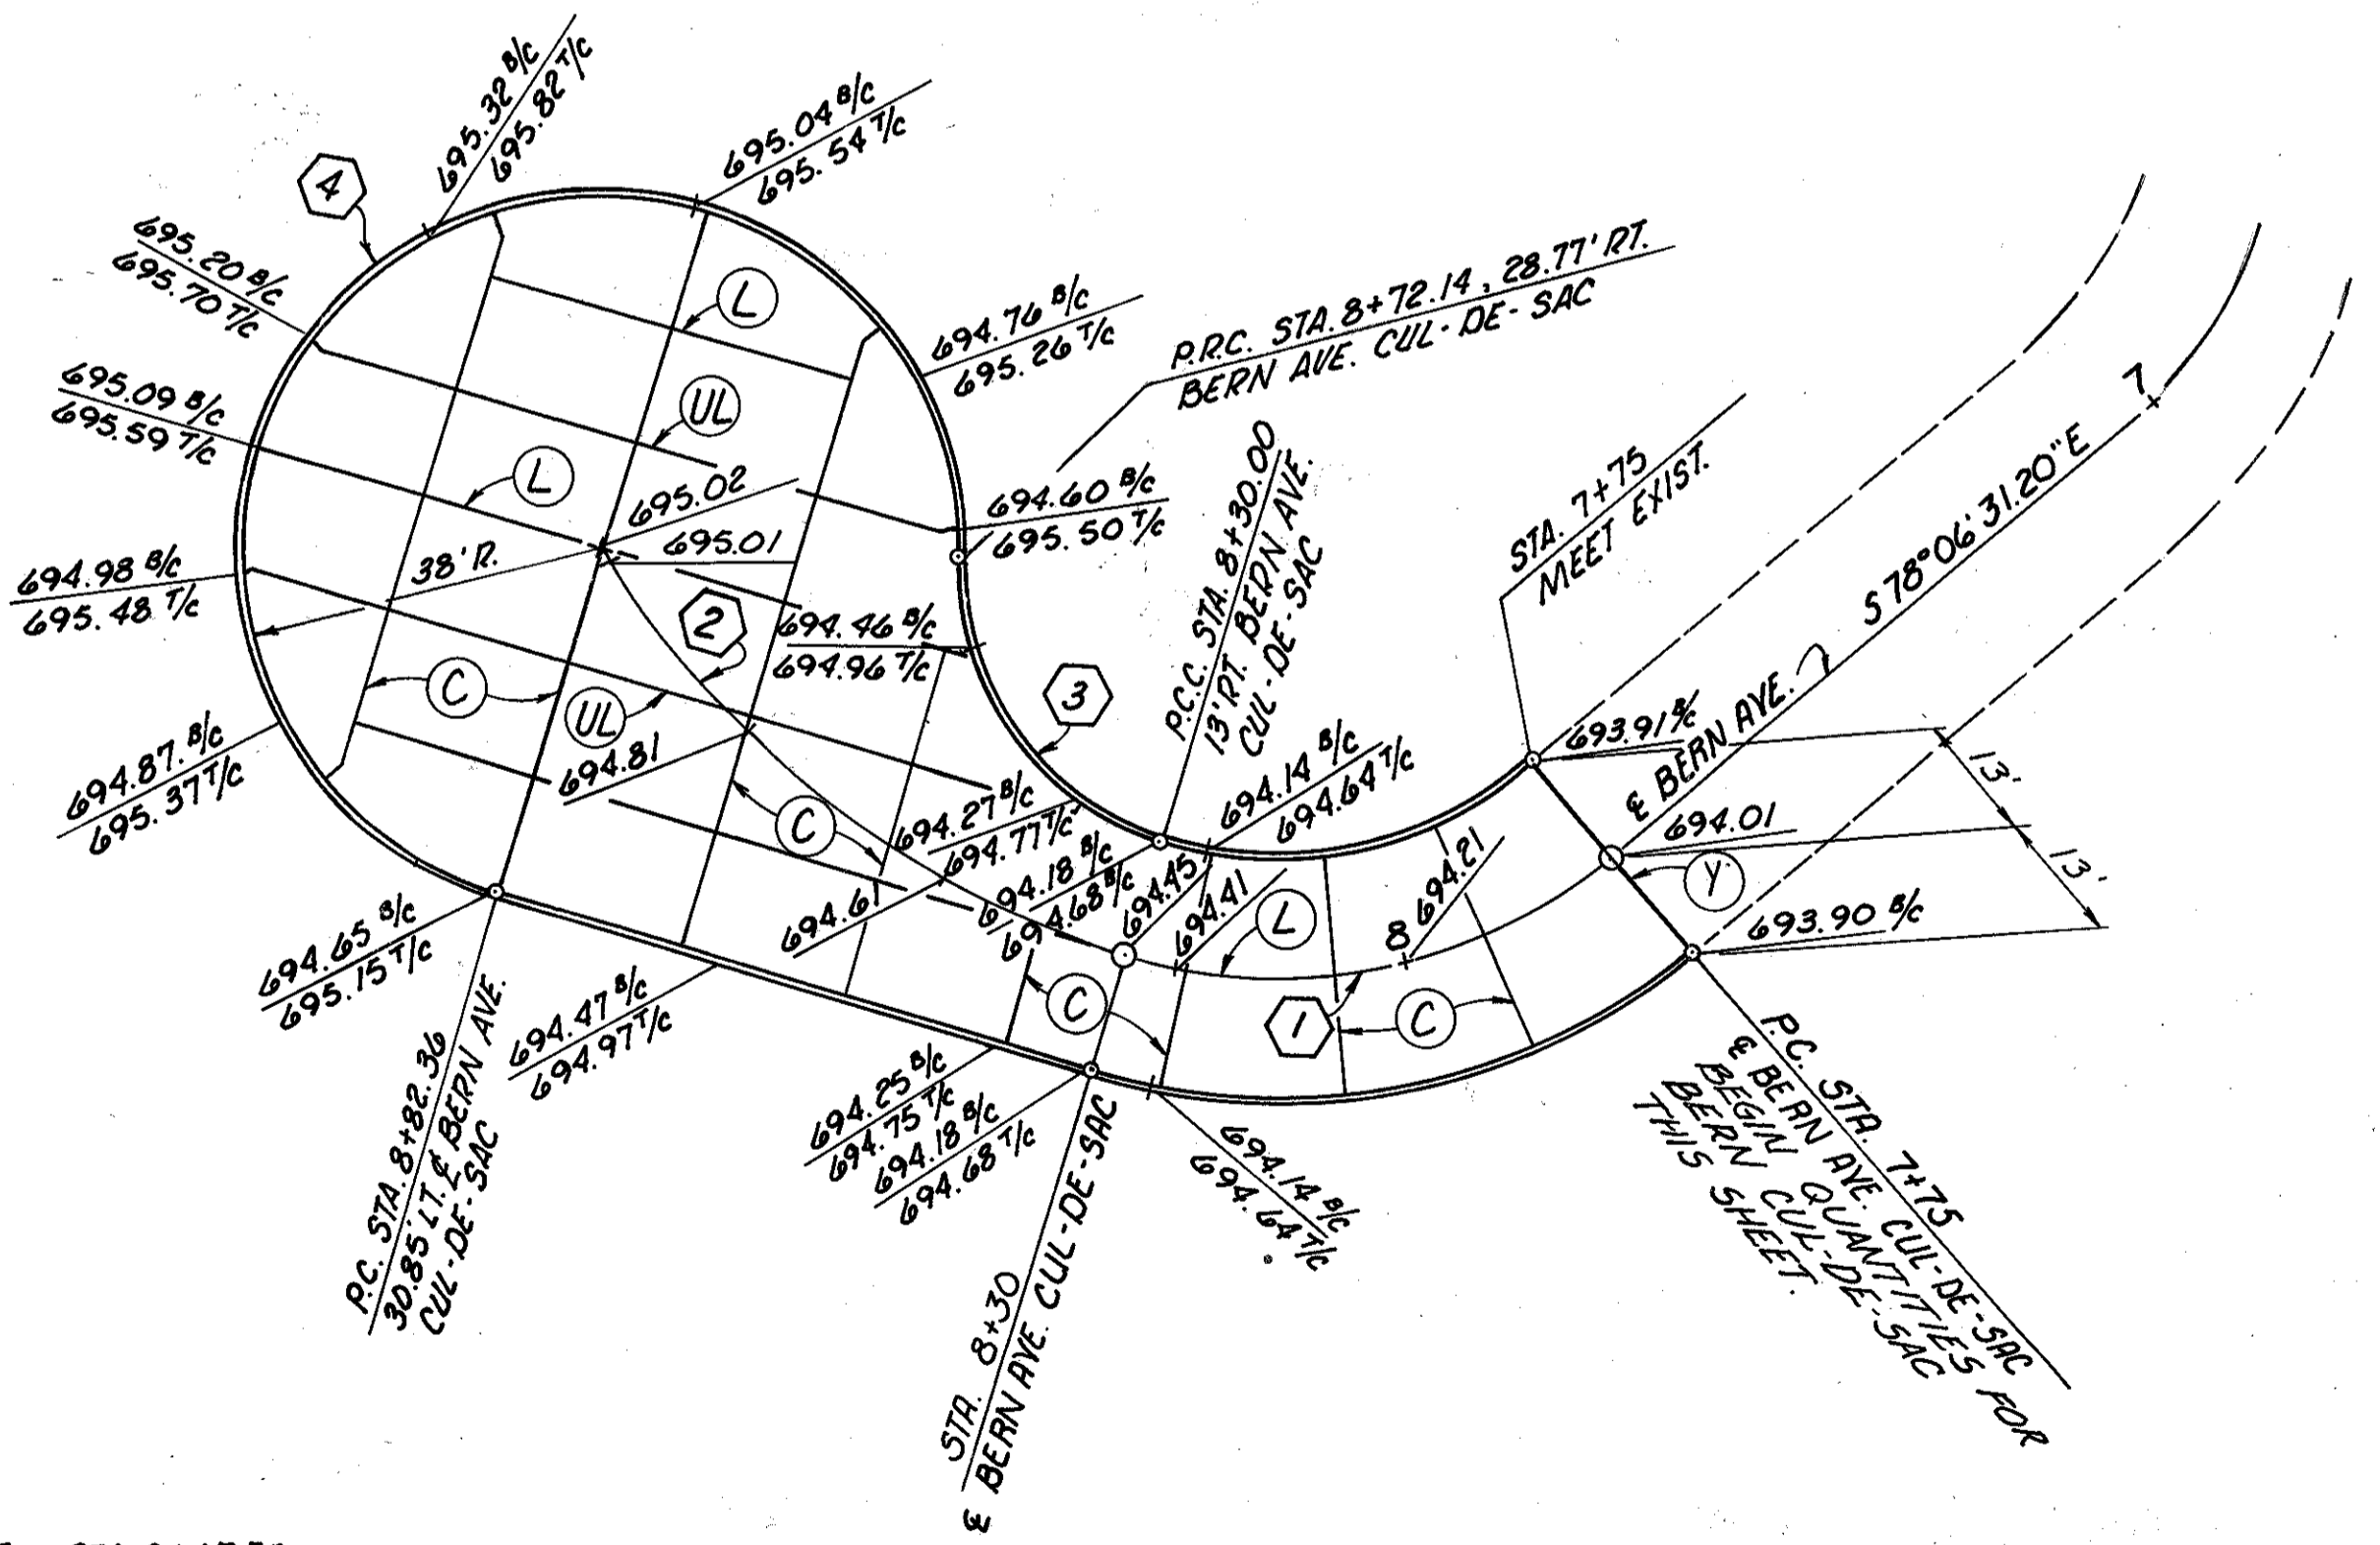 695.32 B/C
695.82 T/C
695.04 B/C
695.54 T/C
4
695.20 B/C
695.70 T/C
L
694.76 B/C
695.26 T/C
P.R.C. STA. 8+72.14, 28.77' RT.
BERN AVE. CUL-DE-SAC
7
695.09 B/C
695.59 T/C
UL
L
695.02
695.01
694.60 B/C
695.50 T/C
P.C.C. STA. 8+30.00
13' RT. BERN AVE.
CUL-DE-SAC
STA. 7+75
MEET EXIST.
S 78°06'31.20"E
℄ BERN AVE.
694.98 B/C
695.48 T/C
38' R.
2
694.46 B/C
694.96 T/C
3
C
UL
694.81
694.87 B/C
695.37 T/C
C
694.27 B/C
694.77 T/C
694.14 B/C
694.64 T/C
693.91 B/C
13'
694.01
13'
Y
693.90 B/C
694.61
694.18 B/C
694.68 B/C
694.45
694.41
L
8
694.21
694.65 B/C
695.15 T/C
694.47 B/C
694.97 T/C
C
1
C
694.25 B/C
694.75 T/C
694.18 B/C
694.68 T/C
694.14 B/C
694.64 T/C
P.C. STA. 8+82.36
30.85' LT. ℄ BERN AVE.
CUL-DE-SAC
STA. 8+30
℄ BERN AVE. CUL-DE-SAC
P.C. STA. 7+75
℄ BERN AVE. CUL-DE-SAC
BEGIN QUANTITIES FOR
BERN CUL-DE-SAC
THIS SHEET.